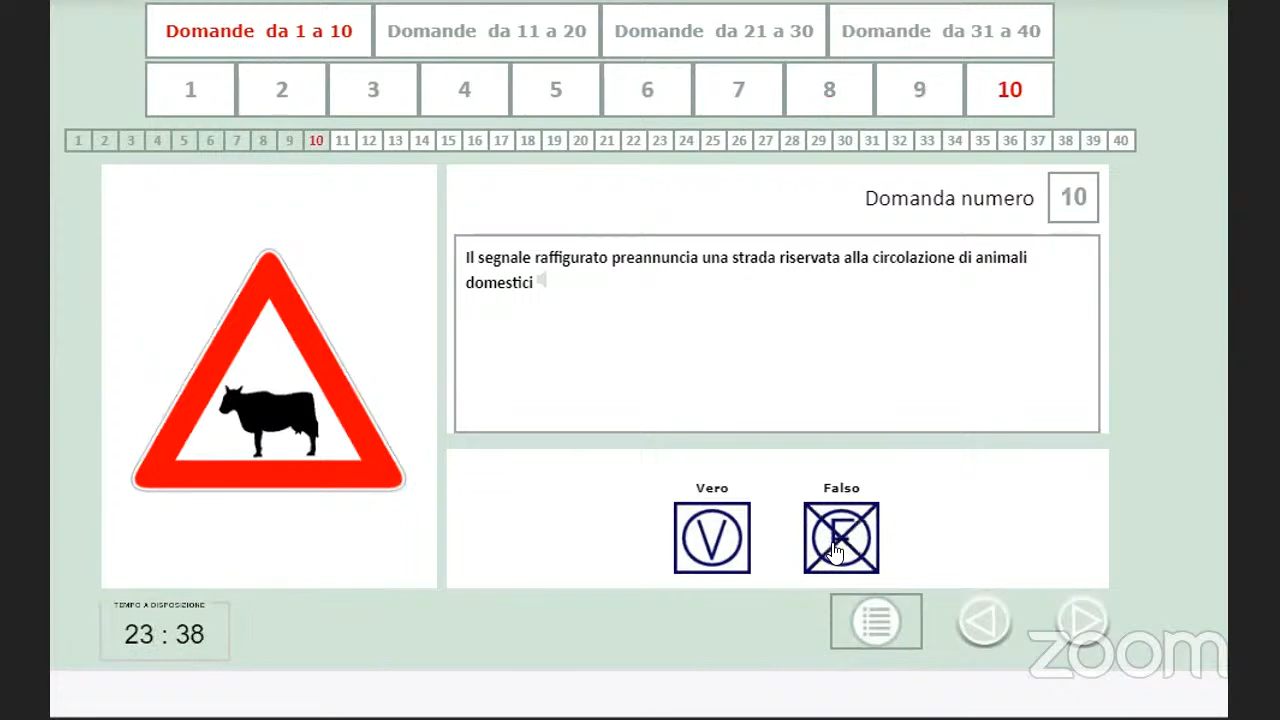 Domande da 1 a 10 Domande da 11 a 20 Domande da 21 a 30 Domande da 31 a 40
1 2 3 4 5 6 7 8 9 10
1 2 3 4 5 6 7 8 9 10 11 12 13 14 15 16 17 18 19 20 21 22 23 24 25 26 27 28 29 30 31 32 33 34 35 36 37 38 39 40
Domanda numero 10
Il segnale raffigurato preannuncia una strada riservata alla circolazione di animali
domestici
Vero Falso
V F
TEMPO A DISPOSIZIONE
23 : 38
zoom